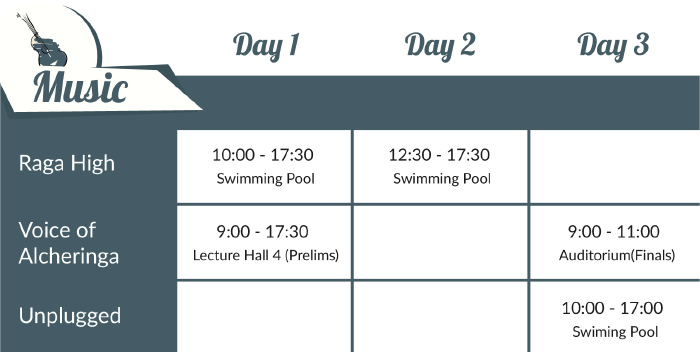 Day 1
Day 2
Day 3
Music
Raga High
10:00 - 17:30
Swimming Pool
12:30 - 17:30
Swimming Pool
Voice of
Alcheringa
9:00 - 17:30
Lecture Hall 4 (Prelims)
9:00 - 11:00
Auditorium(Finals)
Unplugged
10:00 - 17:00
Swiming Pool